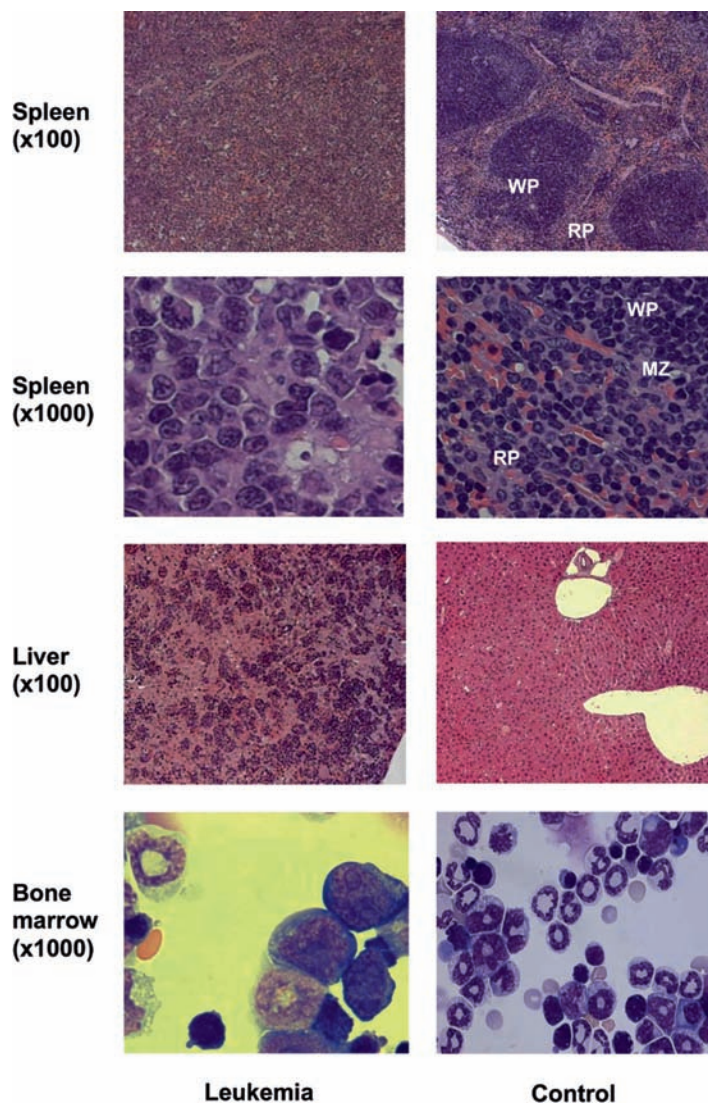 Spleen
(x100)
WP
RP
Spleen
(x1000)
WP
MZ
RP
Liver
(x100)
Bone
marrow
(x1000)
Leukemia
Control